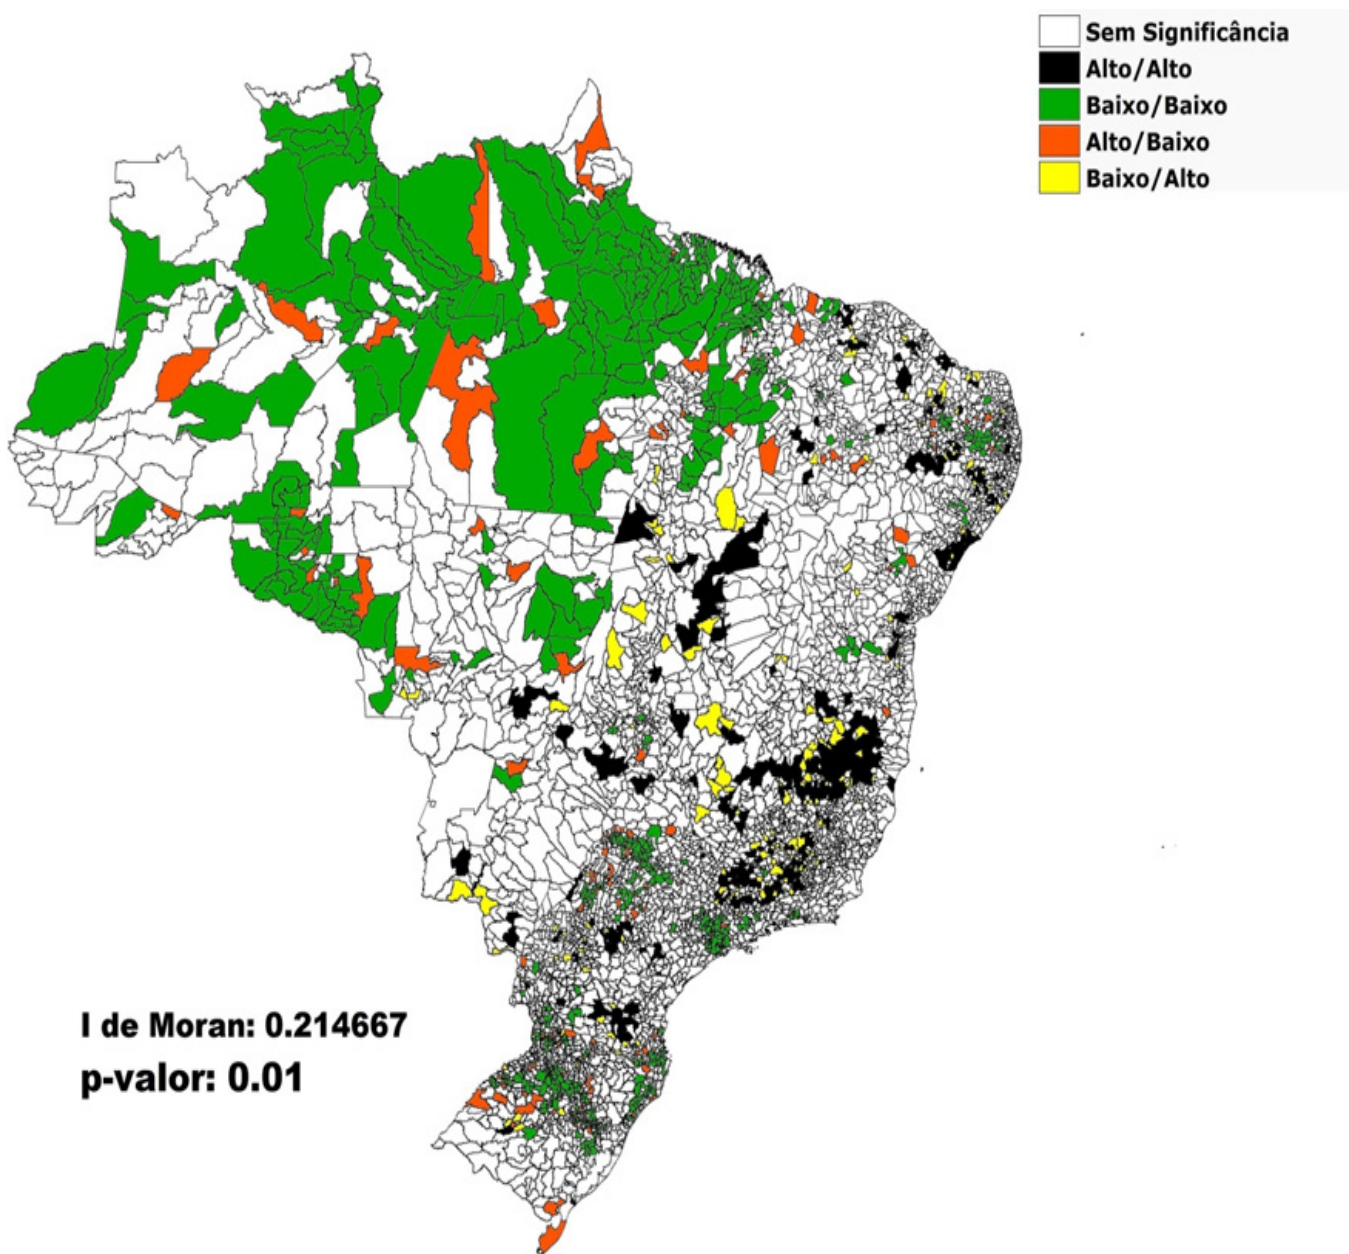 Sem Significância
Alto/Alto
Baixo/Baixo
Alto/Baixo
Baixo/Alto
I de Moran: 0.214667
p-valor: 0.01